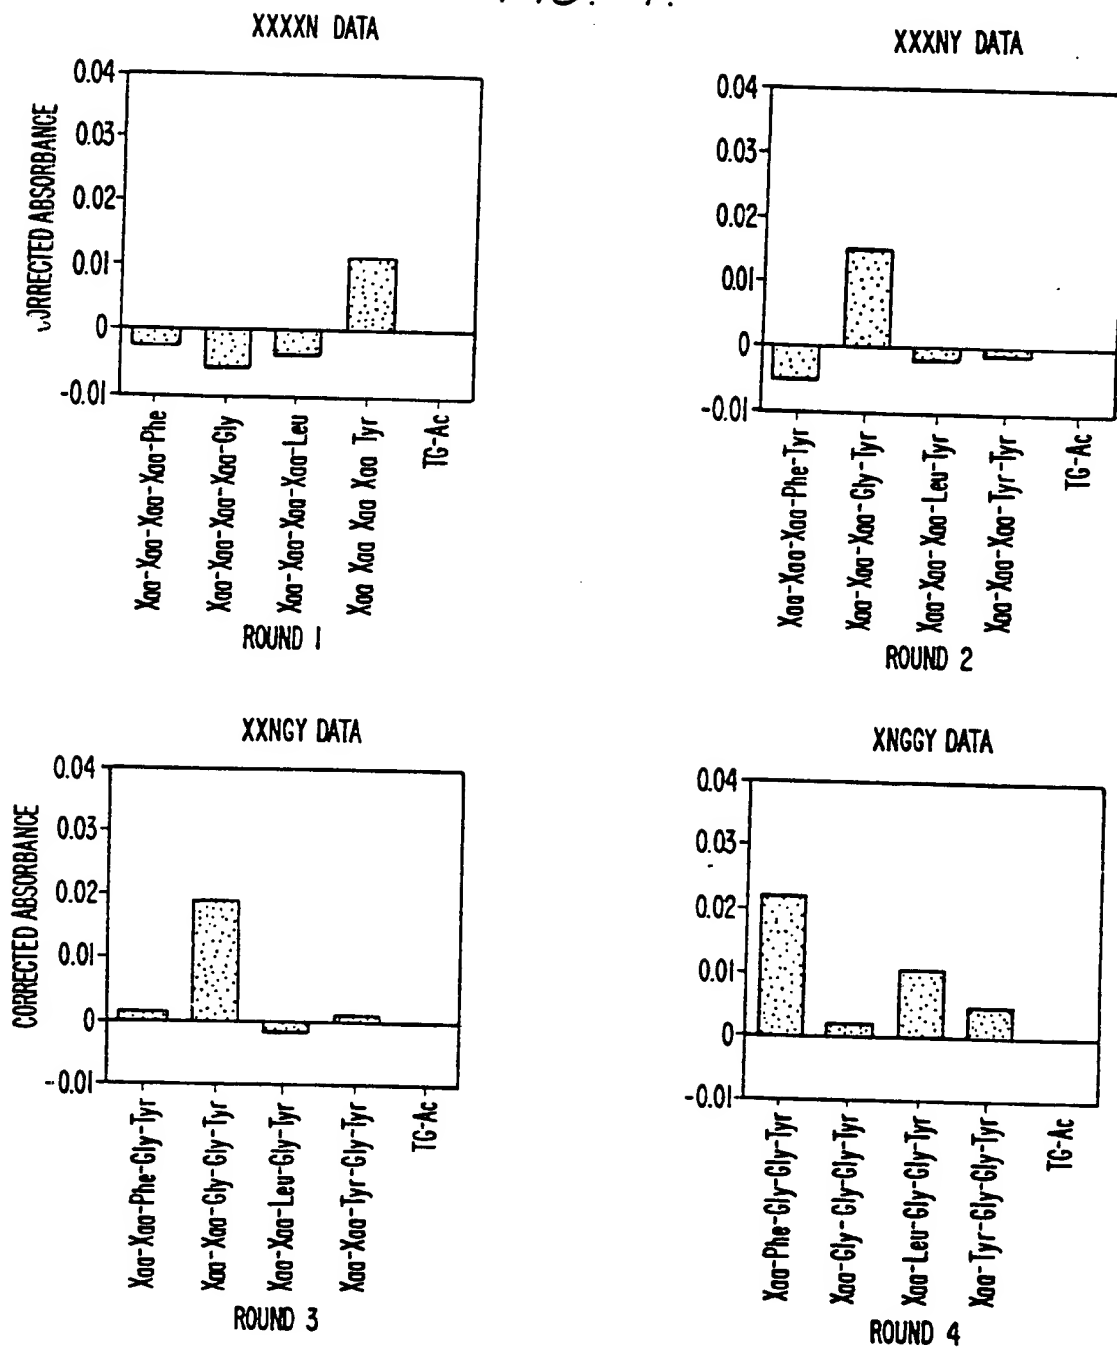 FIG. 4.
XXXXN DATA
CORRECTED ABSORBANCE
0.04
0.03
0.02
0.01
0
-0.01
Xaa-Xaa-Xaa-Xaa-Phe
Xaa-Xaa-Xaa-Xaa-Gly
Xaa-Xaa-Xaa-Xaa-Leu
Xaa Xaa Xaa Xaa Tyr
TG-Ac
ROUND 1
XXXNY DATA
0.04
0.03
0.02
0.01
0
-0.01
Xaa-Xaa-Xaa-Phe-Tyr
Xaa-Xaa-Xaa-Gly-Tyr
Xaa-Xaa-Xaa-Leu-Tyr
Xaa-Xaa-Xaa-Tyr-Tyr
TG-Ac
ROUND 2
XXNGY DATA
CORRECTED ABSORBANCE
0.04
0.03
0.02
0.01
0
-0.01
Xaa-Xaa-Phe-Gly-Tyr
Xaa-Xaa-Gly-Gly-Tyr
Xaa-Xaa-Leu-Gly-Tyr
Xaa-Xaa-Tyr-Gly-Tyr
TG-Ac
ROUND 3
XNGGY DATA
0.04
0.03
0.02
0.01
0
-0.01
Xaa-Phe-Gly-Gly-Tyr
Xaa-Gly-Gly-Gly-Tyr
Xaa-Leu-Gly-Gly-Tyr
Xaa-Tyr-Gly-Gly-Tyr
TG-Ac
ROUND 4